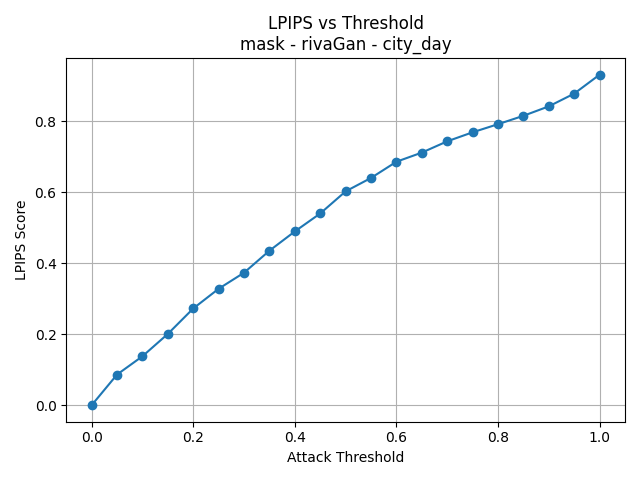 LPIPS vs Threshold
mask - rivaGan - city_day
LPIPS Score
0.8
0.6
0.4
0.2
0.0
0.0 0.2 0.4 0.6 0.8 1.0
Attack Threshold